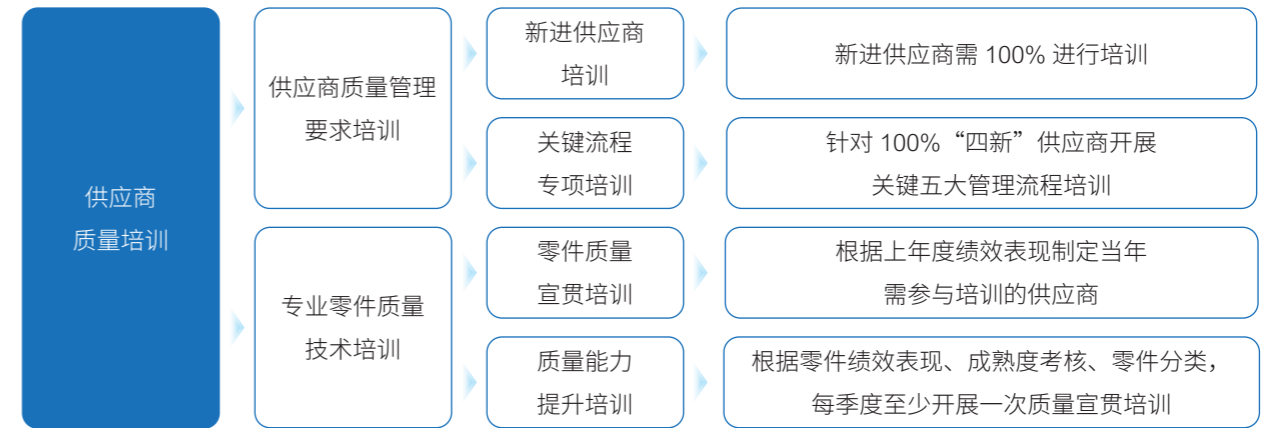 供应商
质量培训
供应商质量管理
要求培训
新进供应商
培训
新进供应商需 100% 进行培训
关键流程
专项培训
针对 100%“四新”供应商开展
关键五大管理流程培训
专业零件质量
技术培训
零件质量
宣贯培训
根据上年度绩效表现制定当年
需参与培训的供应商
质量能力
提升培训
根据零件绩效表现、成熟度考核、零件分类，
每季度至少开展一次质量宣贯培训